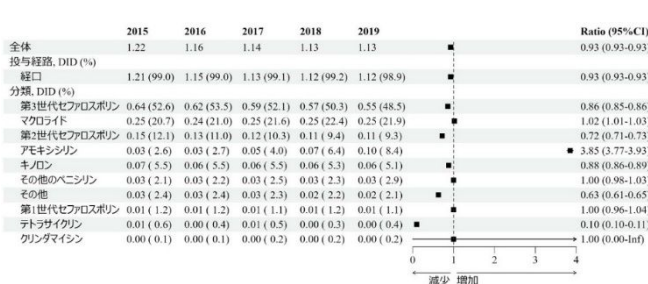 2015 2016 2017 2018 2019 Ratio (95%CI)
全体 1.22 1.16 1.14 1.13 1.13 0.93 (0.93-0.93)
投与経路, DID (%)
経口 1.21 (99.0) 1.15 (99.0) 1.13 (99.1) 1.12 (99.2) 1.12 (98.9) 0.93 (0.93-0.93)
分類, DID (%)
第3世代セファロスポリン 0.64 (52.6) 0.62 (53.5) 0.59 (52.1) 0.57 (50.3) 0.55 (48.5) 0.86 (0.85-0.86)
マクロライド 0.25 (20.7) 0.24 (21.0) 0.25 (21.6) 0.25 (22.4) 0.25 (21.9) 1.02 (1.01-1.03)
第2世代セファロスポリン 0.15 (12.1) 0.13 (11.0) 0.12 (10.3) 0.11 ( 9.4) 0.11 ( 9.3) 0.72 (0.71-0.73)
アモキシシリン 0.03 ( 2.6) 0.03 ( 2.7) 0.05 ( 4.0) 0.07 ( 6.4) 0.10 ( 8.4) 3.85 (3.77-3.93)
キノロン 0.07 ( 5.5) 0.06 ( 5.5) 0.06 ( 5.5) 0.06 ( 5.3) 0.06 ( 5.1) 0.88 (0.86-0.89)
その他のペニシリン 0.03 ( 2.1) 0.03 ( 2.2) 0.03 ( 2.5) 0.03 ( 2.3) 0.03 ( 2.9) 1.00 (0.98-1.03)
その他 0.03 ( 2.4) 0.03 ( 2.4) 0.03 ( 2.3) 0.02 ( 2.2) 0.02 ( 2.1) 0.63 (0.61-0.65)
第1世代セファロスポリン 0.01 ( 1.2) 0.01 ( 1.2) 0.01 ( 1.1) 0.01 ( 1.2) 0.01 ( 1.1) 1.00 (0.96-1.04)
テトラサイクリン 0.01 ( 0.6) 0.00 ( 0.4) 0.01 ( 0.5) 0.00 ( 0.3) 0.00 ( 0.4) 0.10 (0.10-0.11)
クリンダマイシン 0.00 ( 0.1) 0.00 ( 0.1) 0.00 ( 0.2) 0.00 ( 0.2) 0.00 ( 0.2) 1.00 (0.00-Inf)
0 1 2 3 4
減少 増加